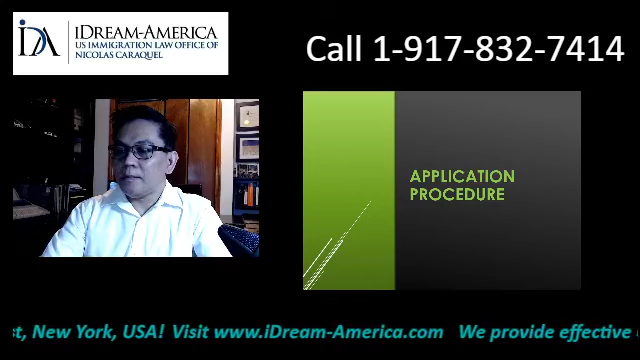 iDA
iDREAM-AMERICA
US IMMIGRATION LAW OFFICE OF
NICOLAS CARAQUEL
Call 1-917-832-7414
APPLICATION
PROCEDURE
New York, USA! Visit www.iDream-America.com We provide effective